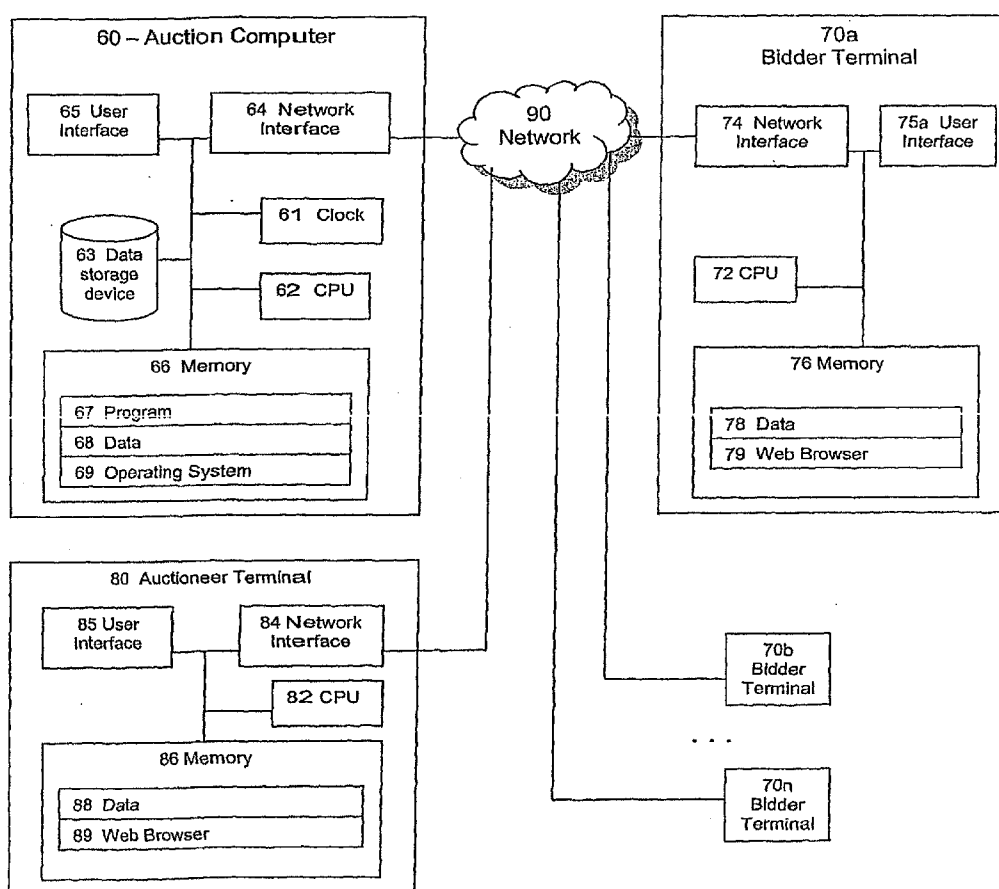 60 – Auction Computer
65 User
Interface
64 Network
Interface
61 Clock
63 Data
storage
device
62 CPU
66 Memory
67 Program
68 Data
69 Operating System
90
Network
70a
Bidder Terminal
74 Network
Interface
75a User
Interface
72 CPU
76 Memory
78 Data
79 Web Browser
80 Auctioneer Terminal
85 User
Interface
84 Network
Interface
82 CPU
86 Memory
88 Data
89 Web Browser
70b
Bidder
Terminal
. . .
70n
Bidder
Terminal